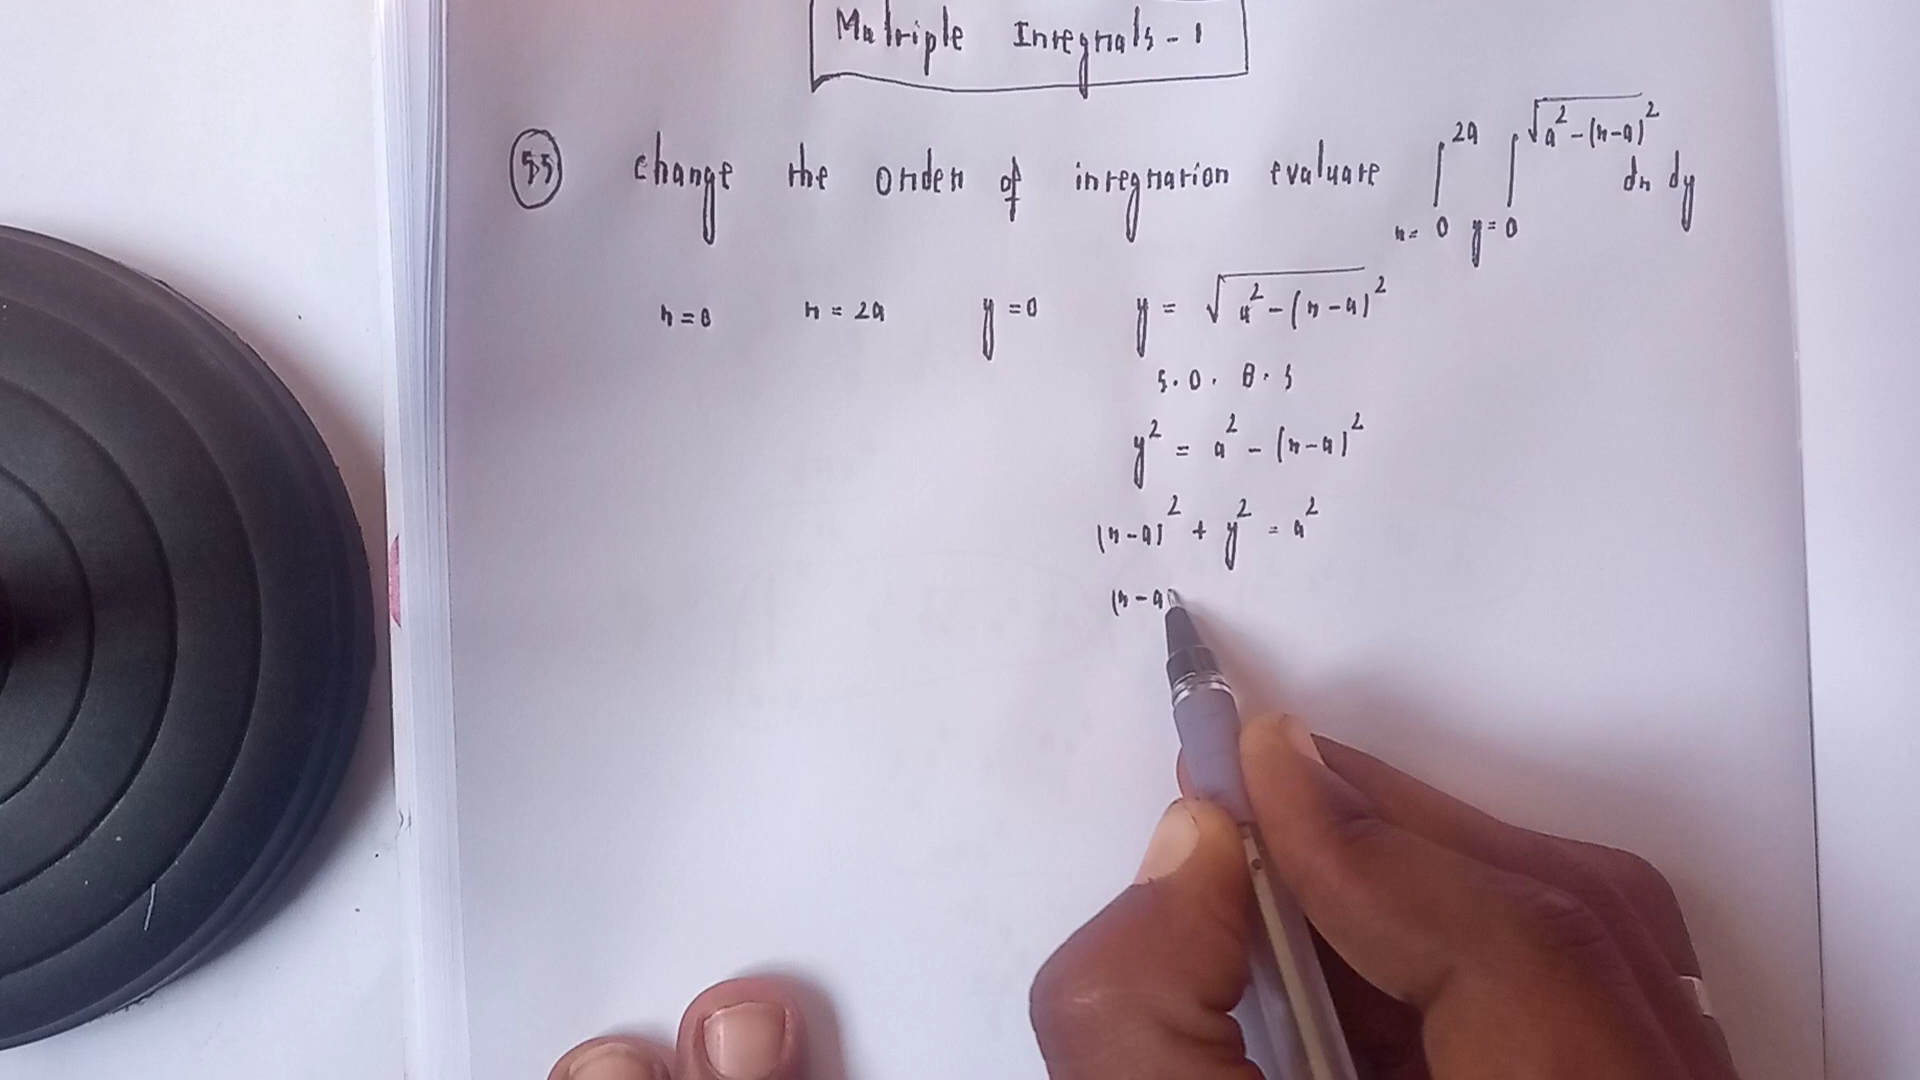 Multiple Integrals - 1
55 change the order of integration evaluate ∫_{x=0}^{2a} ∫_{y=0}^{√a²-(x-a)²} dx dy
x=0 x = 2a y=0 y = √a²-(x-a)²
S.O.B.S
y² = a² - (x-a)²
(x-a)² + y² = a²
(x-a)